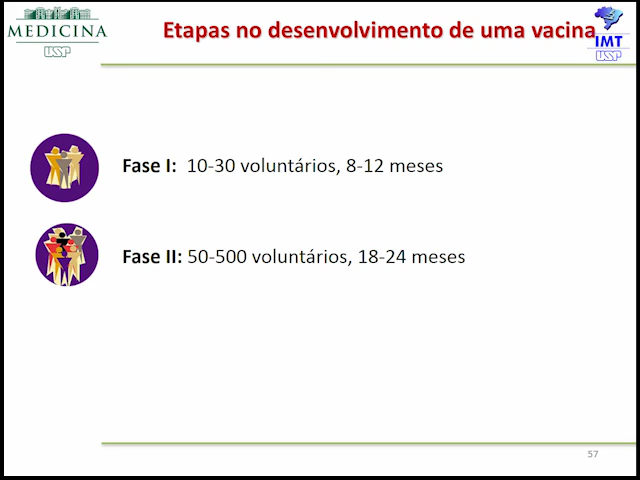 MEDICINA
USP
Etapas no desenvolvimento de uma vacina
IMT
USP
Fase I: 10-30 voluntários, 8-12 meses
Fase II: 50-500 voluntários, 18-24 meses
57